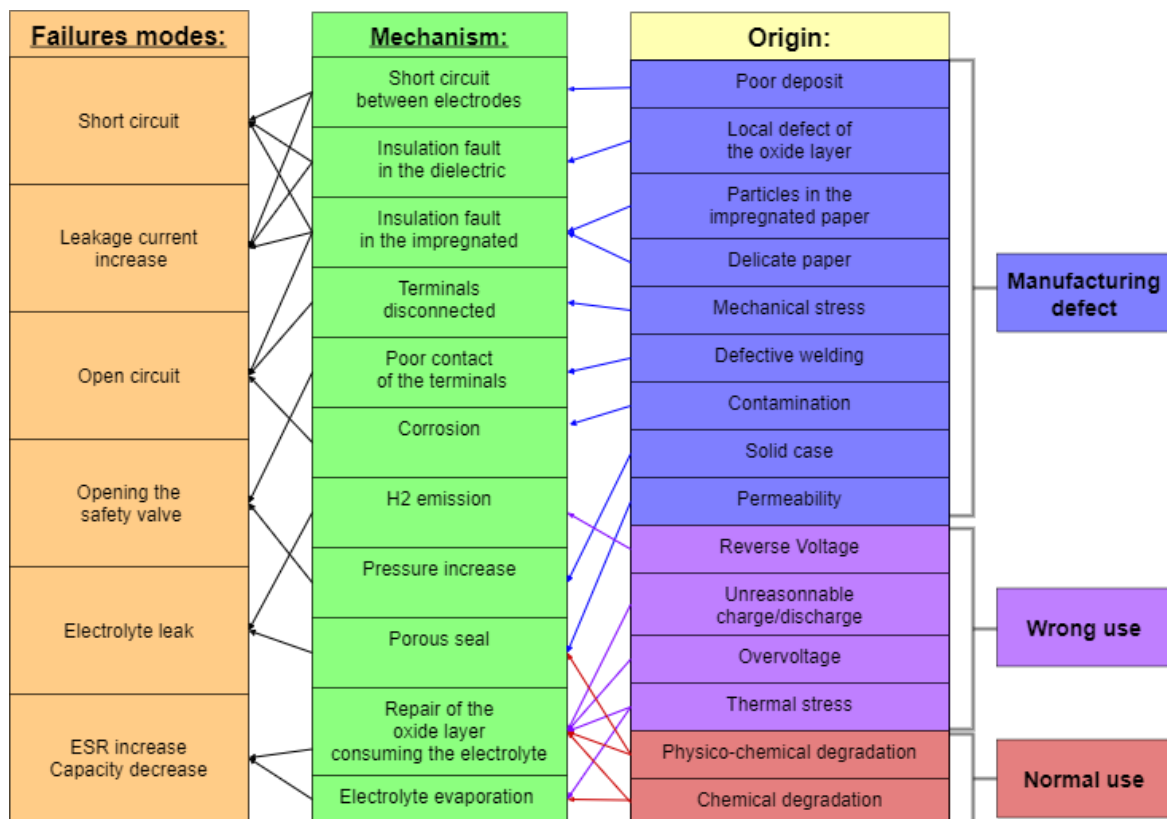 Failures modes:
Short circuit
Leakage current
increase
Open circuit
Opening the
safety valve
Electrolyte leak
ESR increase
Capacity decrease
Mechanism:
Short circuit
between electrodes
Insulation fault
in the dielectric
Insulation fault
in the impregnated
Terminals
disconnected
Poor contact
of the terminals
Corrosion
H2 emission
Pressure increase
Porous seal
Repair of the
oxide layer
consuming the electrolyte
Electrolyte evaporation
Origin:
Poor deposit
Local defect of
the oxide layer
Particles in the
impregnated paper
Delicate paper
Mechanical stress
Defective welding
Contamination
Solid case
Permeability
Reverse Voltage
Unreasonnable
charge/discharge
Overvoltage
Thermal stress
Physico-chemical degradation
Chemical degradation
Manufacturing
defect
Wrong use
Normal use